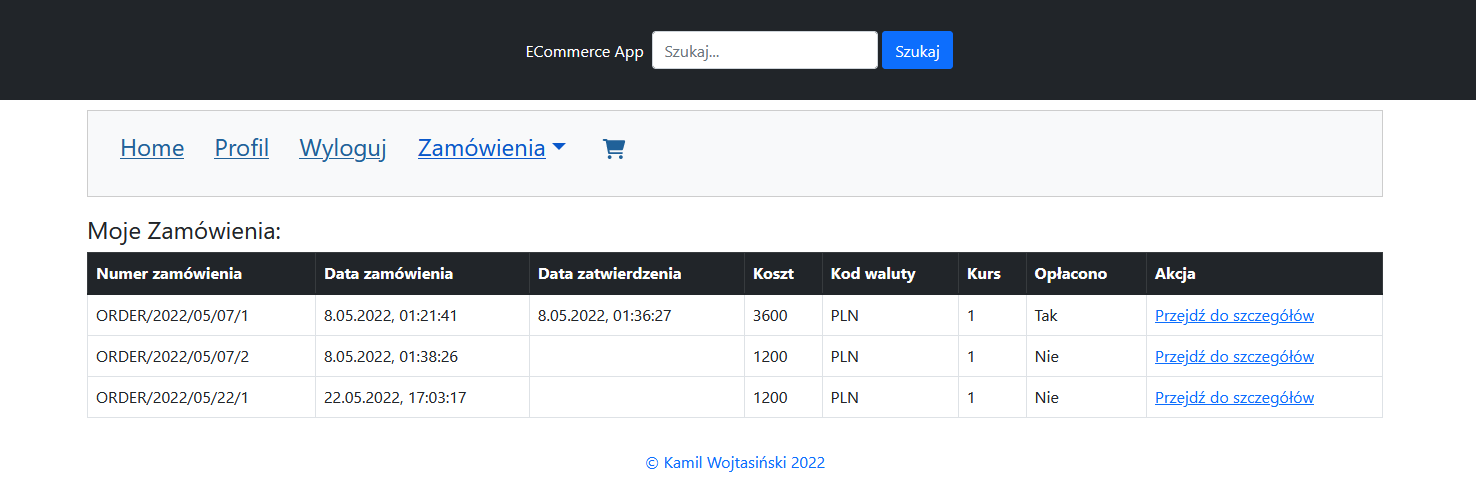 ECommerce App Szukaj... Szukaj
Home Profil Wyloguj Zamówienia
Moje Zamówienia:
Numer zamówienia Data zamówienia Data zatwierdzenia Koszt Kod waluty Kurs Opłacono Akcja
ORDER/2022/05/07/1 8.05.2022, 01:21:41 8.05.2022, 01:36:27 3600 PLN 1 Tak Przejdź do szczegółów
ORDER/2022/05/07/2 8.05.2022, 01:38:26 1200 PLN 1 Nie Przejdź do szczegółów
ORDER/2022/05/22/1 22.05.2022, 17:03:17 1200 PLN 1 Nie Przejdź do szczegółów
© Kamil Wojtasiński 2022